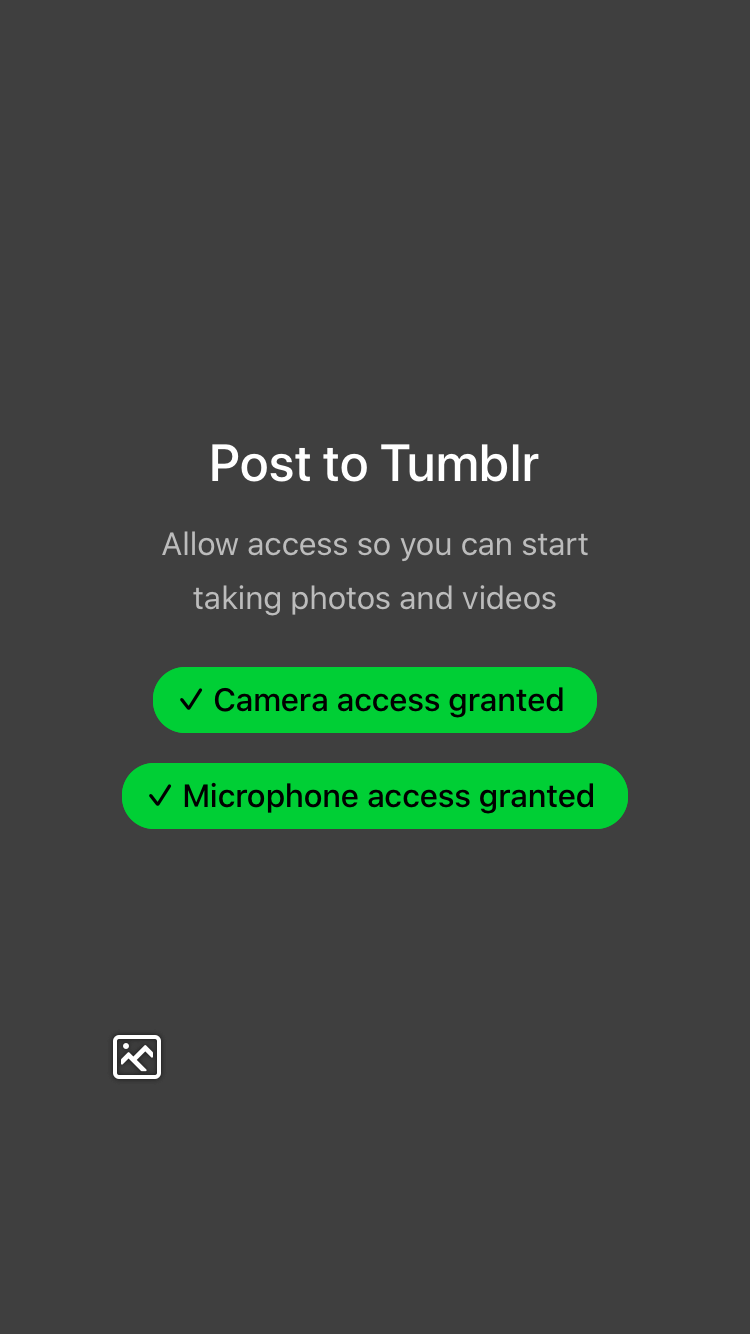 Post to Tumblr
Allow access so you can start
taking photos and videos
✓ Camera access granted
✓ Microphone access granted